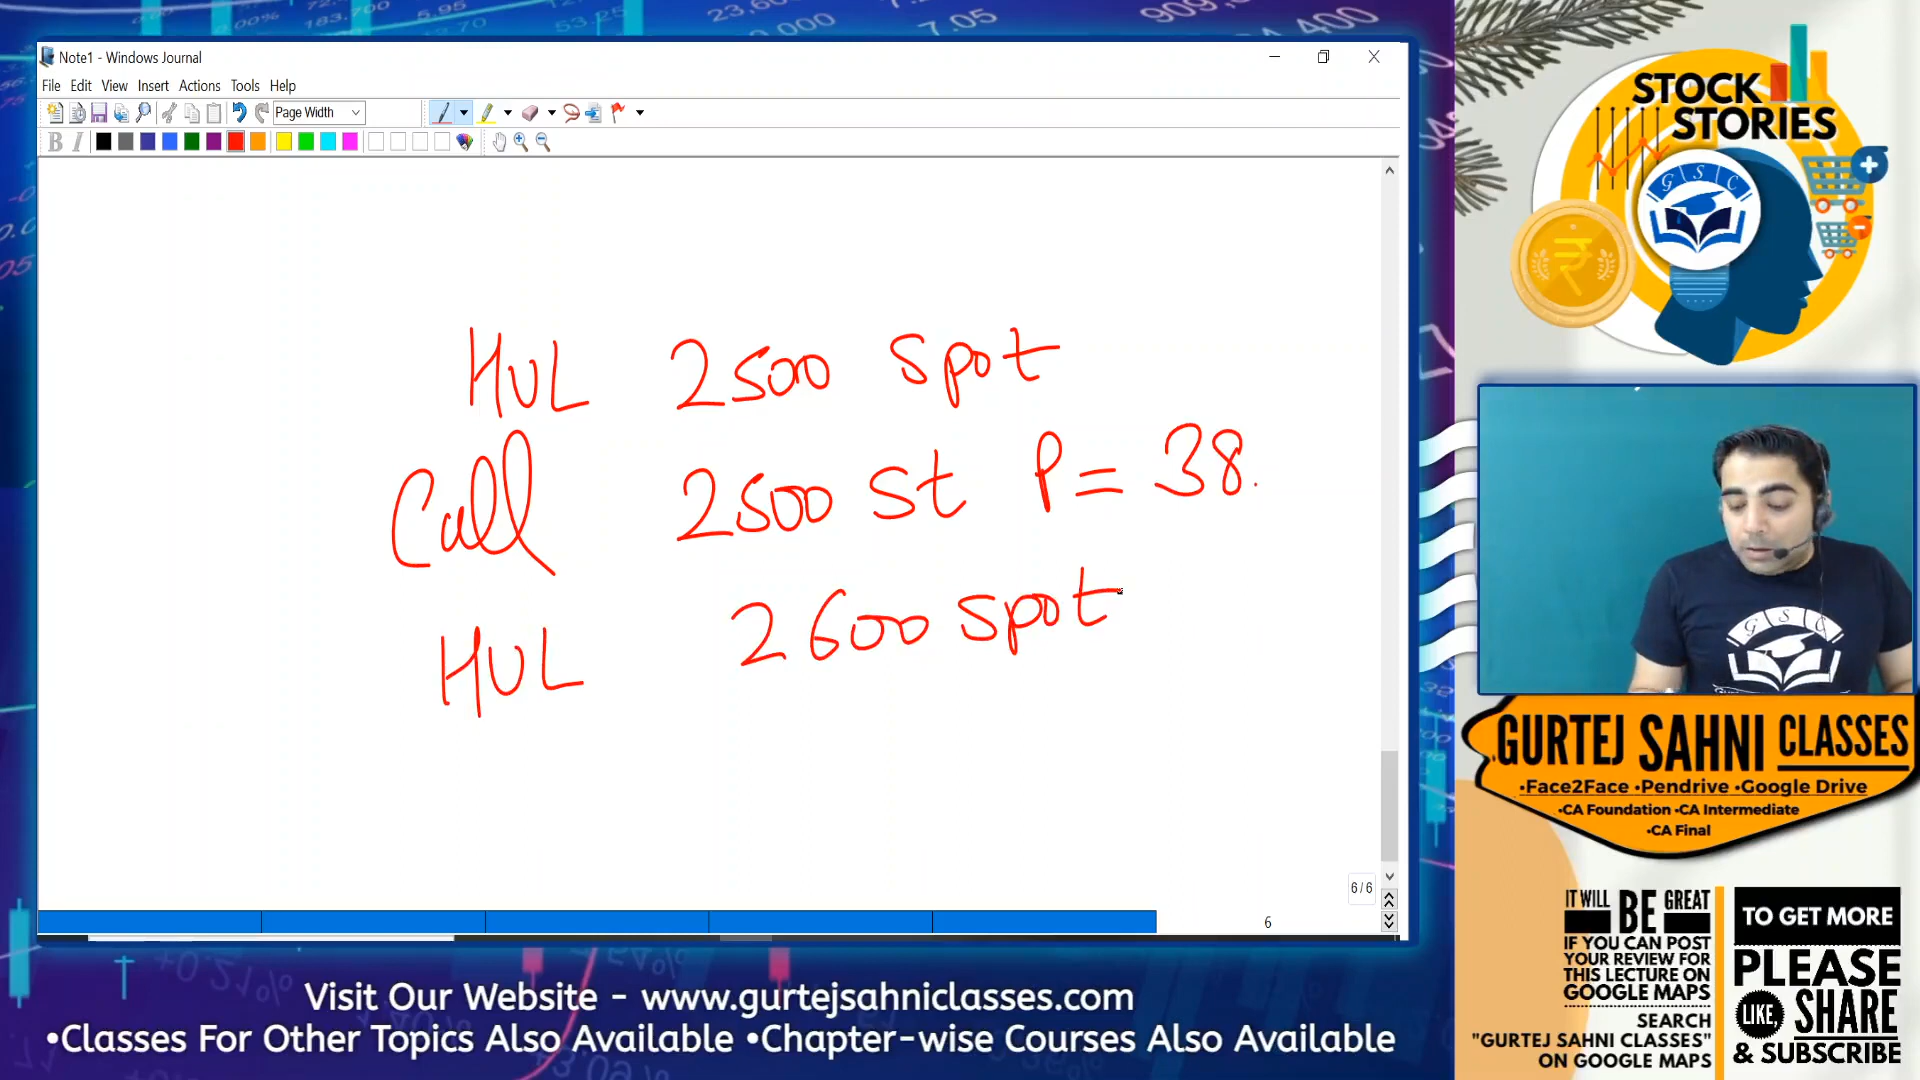 Note1 - Windows Journal
File Edit View Insert Actions Tools Help
Page Width
B I
HUL 2500 spot
Call 2500 st P = 38.
HUL 2600 spot
6 / 6
6
STOCK
STORIES
G S C
G S C
GURTEJ SAHNI CLASSES
•Face2Face •Pendrive •Google Drive
•CA Foundation •CA Intermediate
•CA Final
IT WILL BE GREAT
IF YOU CAN POST
YOUR REVIEW FOR
THIS LECTURE ON
GOOGLE MAPS
SEARCH
"GURTEJ SAHNI CLASSES"
ON GOOGLE MAPS
TO GET MORE
PLEASE
LIKE, SHARE
& SUBSCRIBE
Visit Our Website - www.gurtejsahniclasses.com
•Classes For Other Topics Also Available •Chapter-wise Courses Also Available